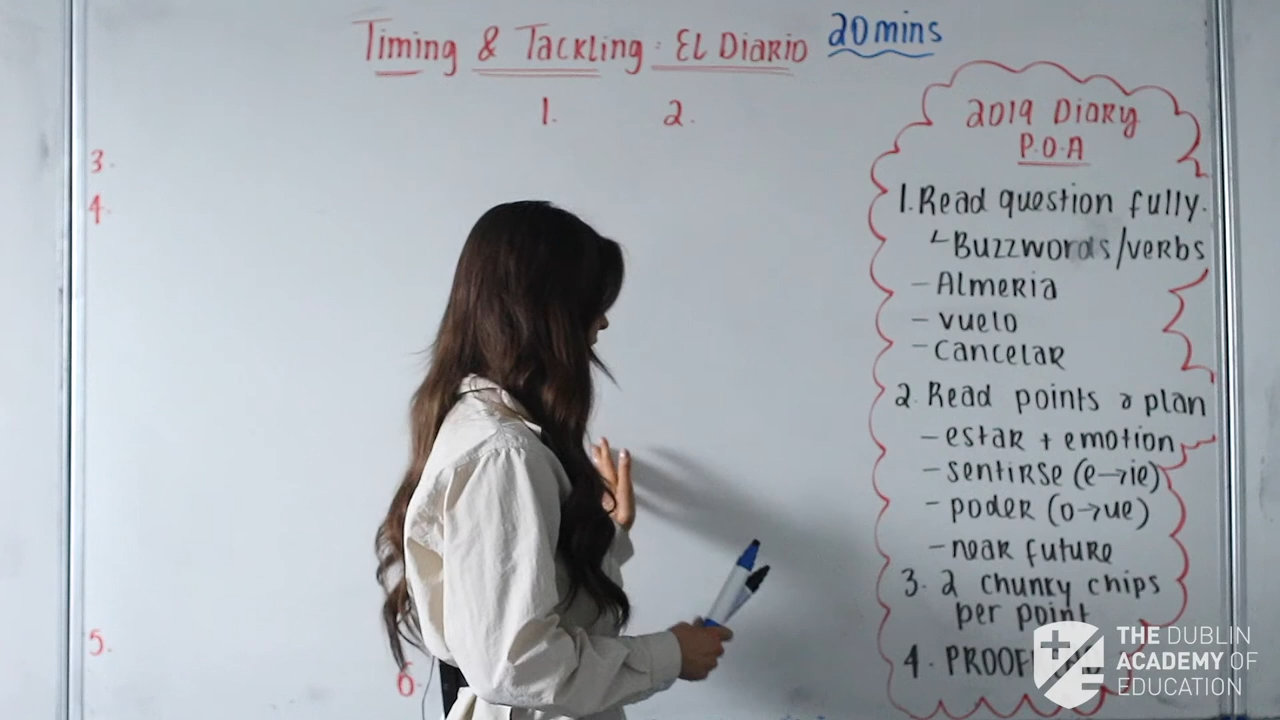 Timing & Tackling: El Diario 20 mins
1. 2.
3.
4.
5.
6.
2019 Diary
P.O.A
1. Read question fully.
↳ Buzzwords/verbs
- Almeria
- vuelo
- cancelar
2. Read points & plan
- estar + emotion
- sentirse (e→ie)
- poder (o→ue)
- near future
3. 2 chunky chips
per point
4. PROOF
THE DUBLIN
ACADEMY OF
EDUCATION